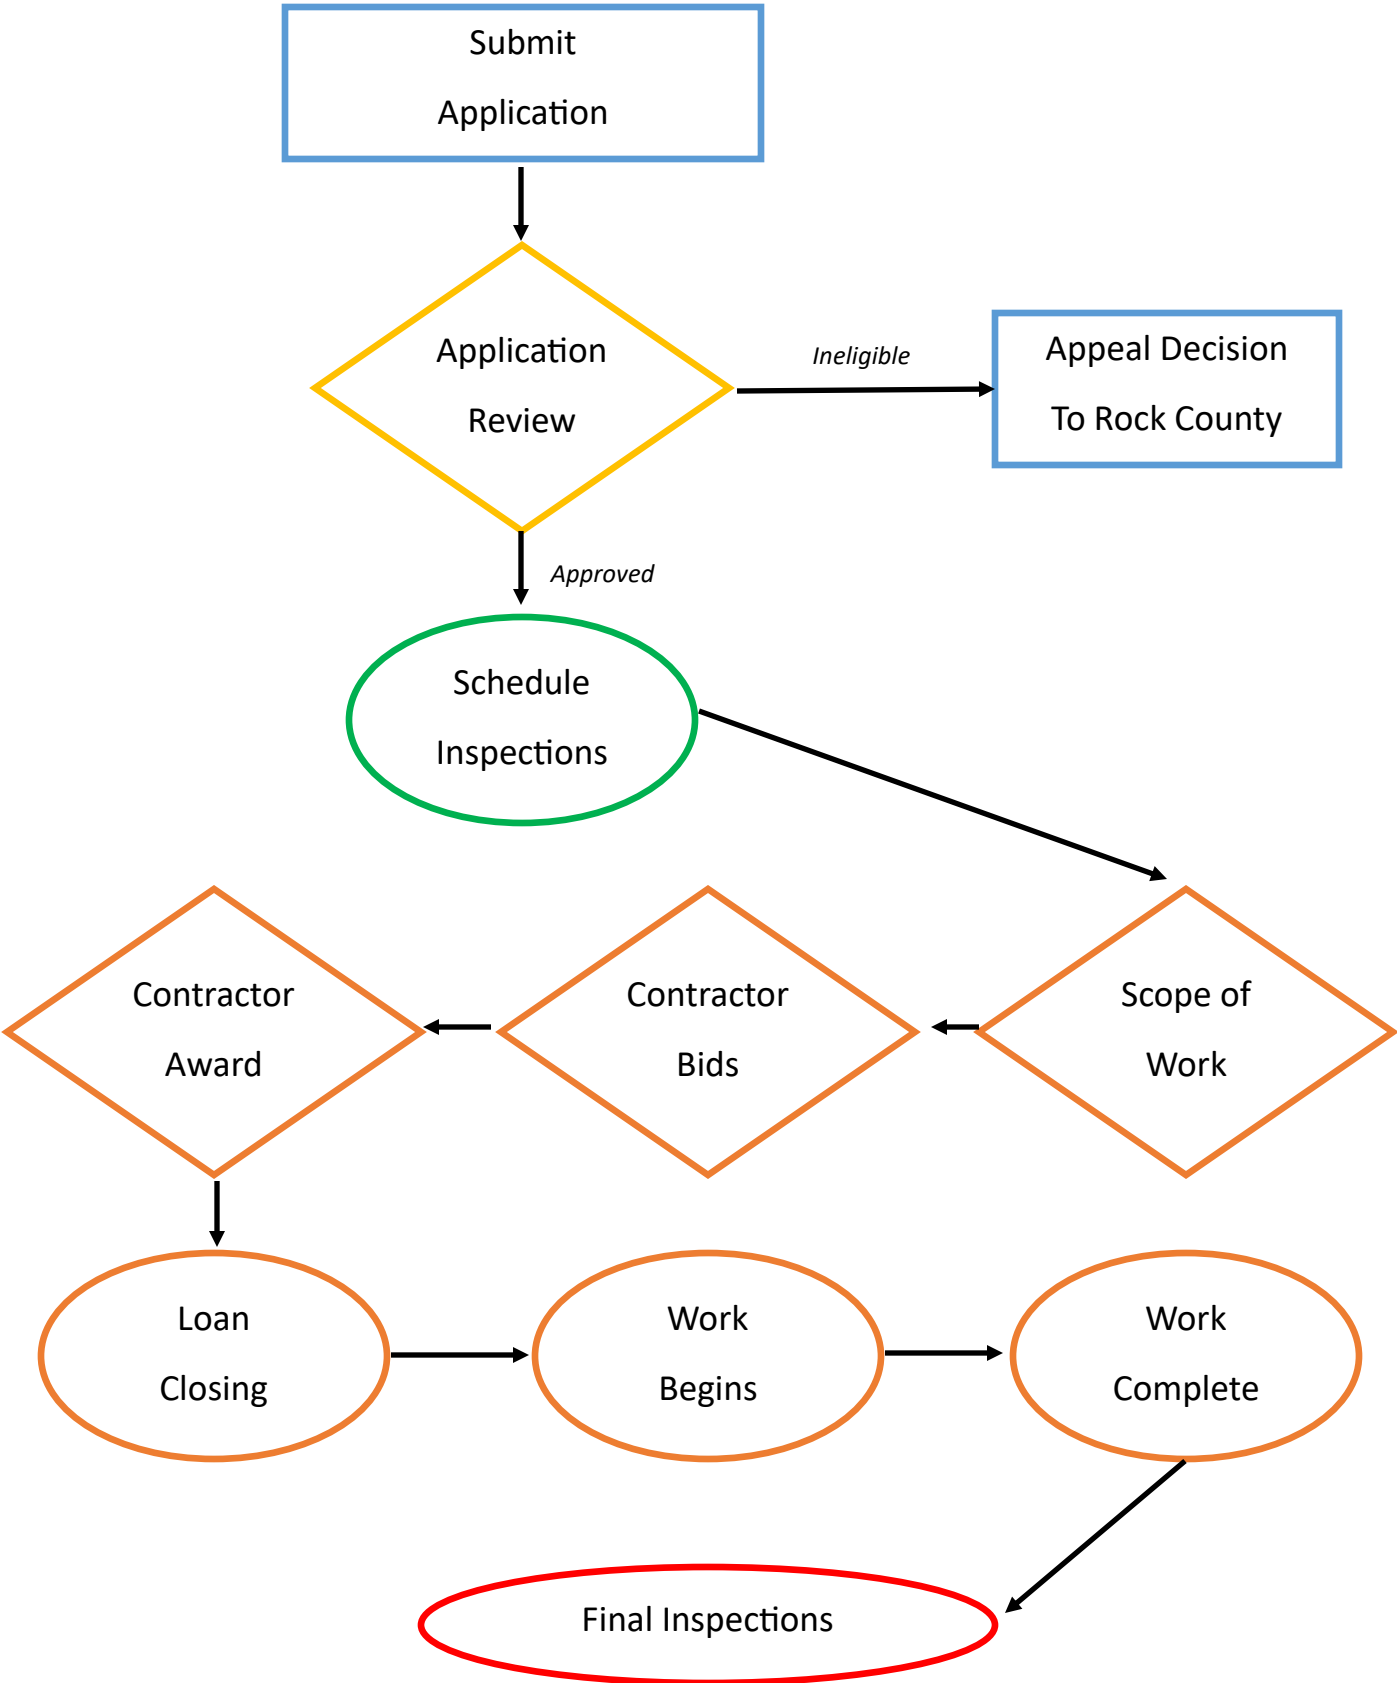 Submit
Application
Application
Review
Ineligible
Appeal Decision
To Rock County
Approved
Schedule
Inspections
Scope of
Work
Contractor
Bids
Contractor
Award
Loan
Closing
Work
Begins
Work
Complete
Final Inspections